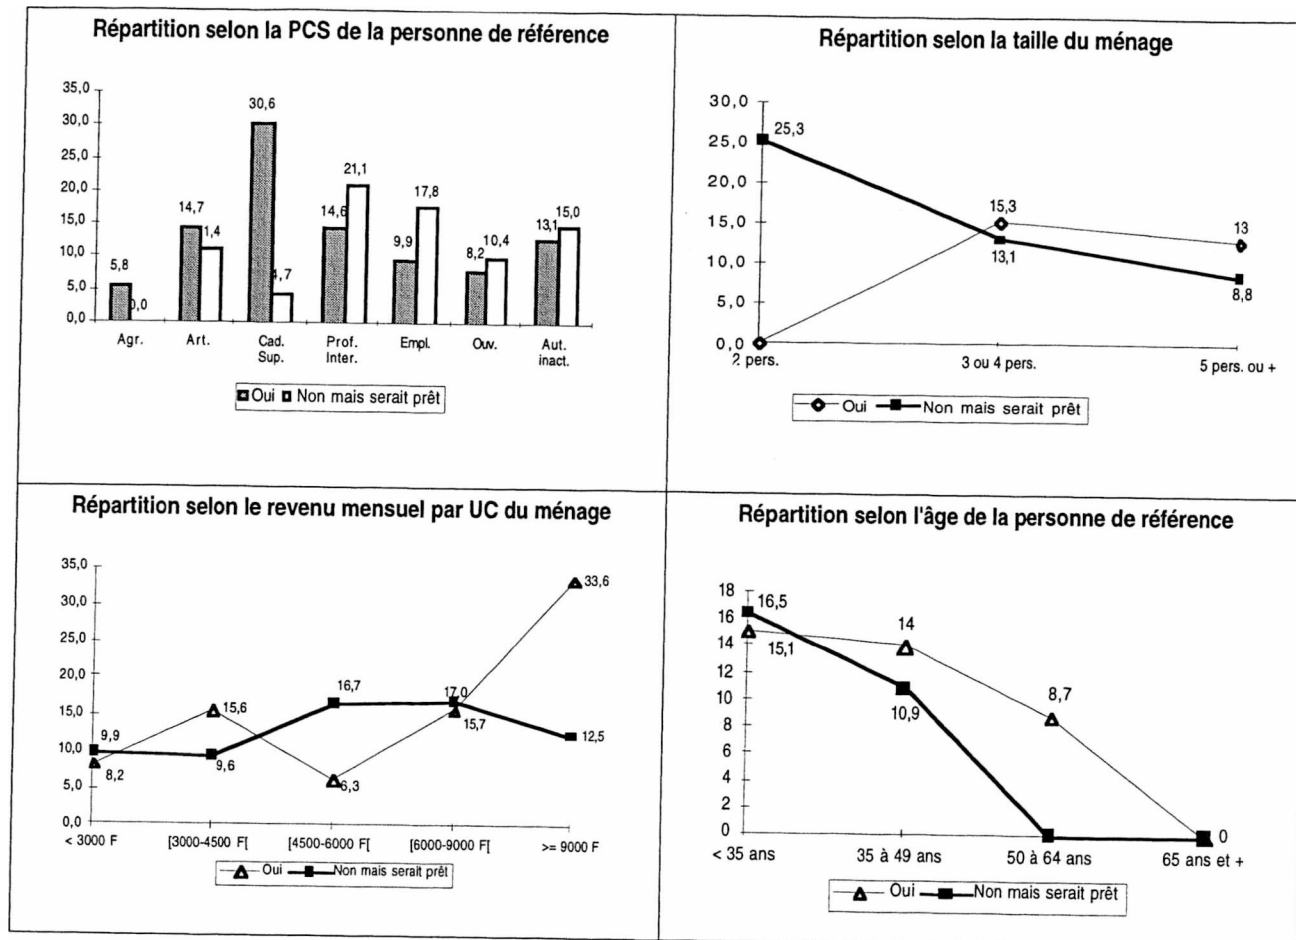 Répartition selon la PCS de la personne de référence
35,0
30,0
25,0
20,0
15,0
10,0
5,0
0,0
5,8
0,0
14,7
1,4
30,6
4,7
14,6
21,1
9,9
17,8
8,2
10,4
13,1
15,0
Agr.
Art.
Cad. Sup.
Prof. Inter.
Empl.
Ouv.
Aut. inact.
Oui Non mais serait prêt
Répartition selon la taille du ménage
30,0
25,0
20,0
15,0
10,0
5,0
0,0
25,3
15,3
13,1
13
8,8
2 pers.
3 ou 4 pers.
5 pers. ou +
Oui Non mais serait prêt
Répartition selon le revenu mensuel par UC du ménage
35,0
30,0
25,0
20,0
15,0
10,0
5,0
0,0
9,9
8,2
15,6
9,6
16,7
6,3
17,0
15,7
33,6
12,5
< 3000 F
[3000-4500 F[
[4500-6000 F[
[6000-9000 F[
>= 9000 F
Oui Non mais serait prêt
Répartition selon l'âge de la personne de référence
18
16
14
12
10
8
6
4
2
0
16,5
15,1
14
10,9
8,7
0
< 35 ans
35 à 49 ans
50 à 64 ans
65 ans et +
Oui Non mais serait prêt